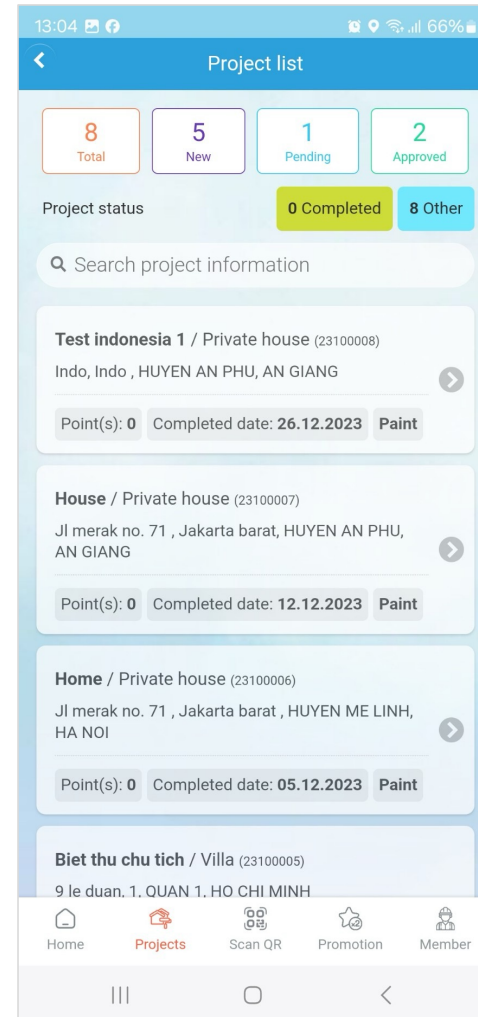 13:04 66%
Project list
8 5 1 2
Total New Pending Approved
Project status 0 Completed 8 Other
Search project information
Test indonesia 1 / Private house (23100008)
Indo, Indo , HUYEN AN PHU, AN GIANG
Point(s): 0 Completed date: 26.12.2023 Paint
House / Private house (23100007)
Jl merak no. 71 , Jakarta barat, HUYEN AN PHU,
AN GIANG
Point(s): 0 Completed date: 12.12.2023 Paint
Home / Private house (23100006)
Jl merak no. 71 , Jakarta barat , HUYEN ME LINH,
HA NOI
Point(s): 0 Completed date: 05.12.2023 Paint
Biet thu chu tich / Villa (23100005)
9 le duan, 1, QUAN 1, HO CHI MINH
x2
Home Projects Scan QR Promotion Member